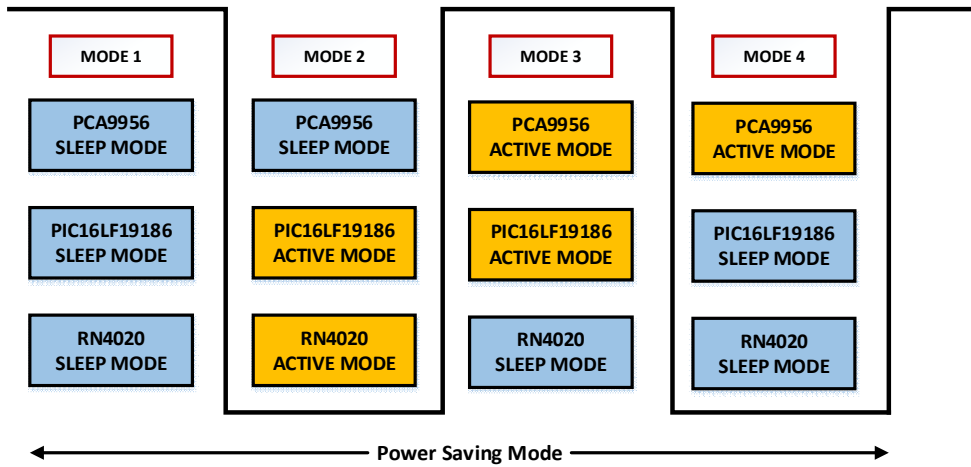 MODE 1
MODE 2
MODE 3
MODE 4
PCA9956
SLEEP MODE
PCA9956
SLEEP MODE
PCA9956
ACTIVE MODE
PCA9956
ACTIVE MODE
PIC16LF19186
SLEEP MODE
PIC16LF19186
ACTIVE MODE
PIC16LF19186
ACTIVE MODE
PIC16LF19186
SLEEP MODE
RN4020
SLEEP MODE
RN4020
ACTIVE MODE
RN4020
SLEEP MODE
RN4020
SLEEP MODE
Power Saving Mode